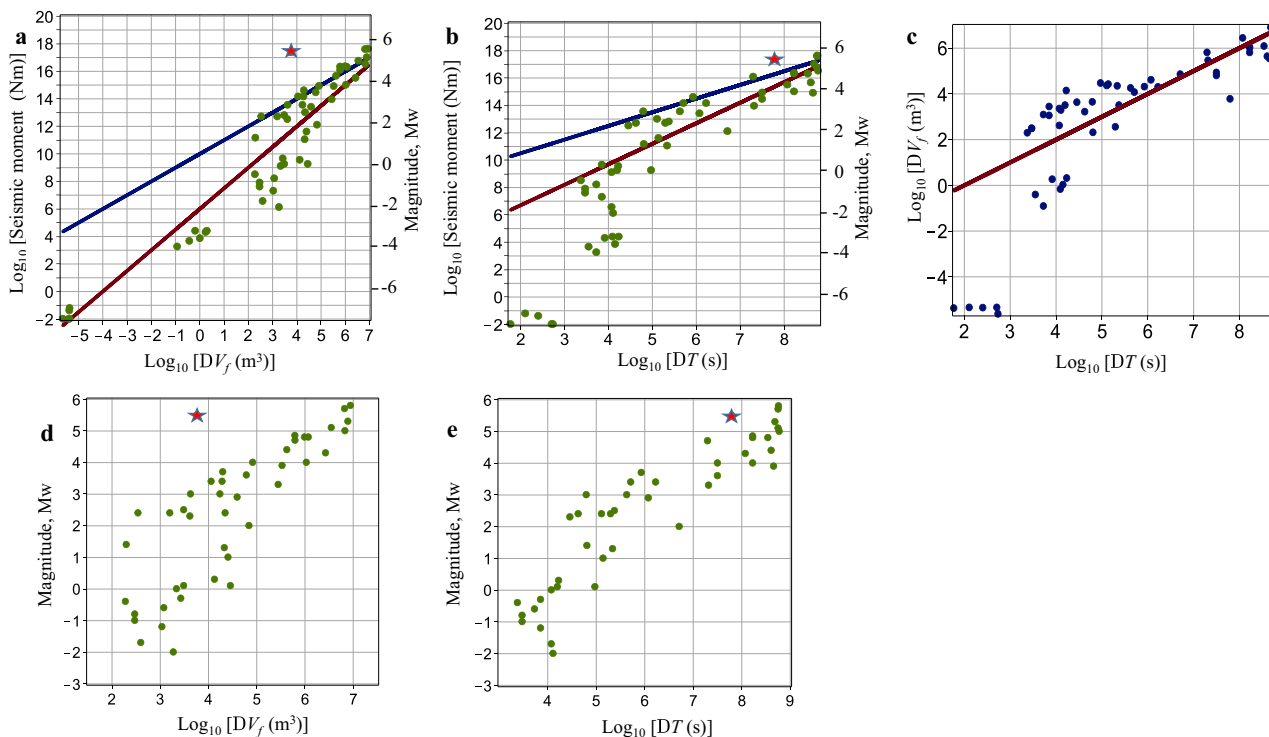 a
Log₁₀ [Seismic moment (Nm)]
20
18
16
14
12
10
8
6
4
2
0
−2
−5 −4 −3 −2 −1 0 1 2 3 4 5 6 7
Log₁₀ [DV_f (m³)]
6
4
2
0
−2
−4
−6
Magnitude, Mw
b
Log₁₀ [Seismic moment (Nm)]
20
18
16
14
12
10
8
6
4
2
0
−2
2 3 4 5 6 7 8
Log₁₀ [DT (s)]
6
4
2
0
−2
−4
−6
Magnitude, Mw
c
Log₁₀ [DV_f (m³)]
6
4
2
0
−2
−4
2 3 4 5 6 7 8
Log₁₀ [DT (s)]
d
Magnitude, Mw
6
5
4
3
2
1
0
−1
−2
−3
2 3 4 5 6 7
Log₁₀ [DV_f (m³)]
e
Magnitude, Mw
6
5
4
3
2
1
0
−1
−2
−3
4 5 6 7 8 9
Log₁₀ [DT (s)]